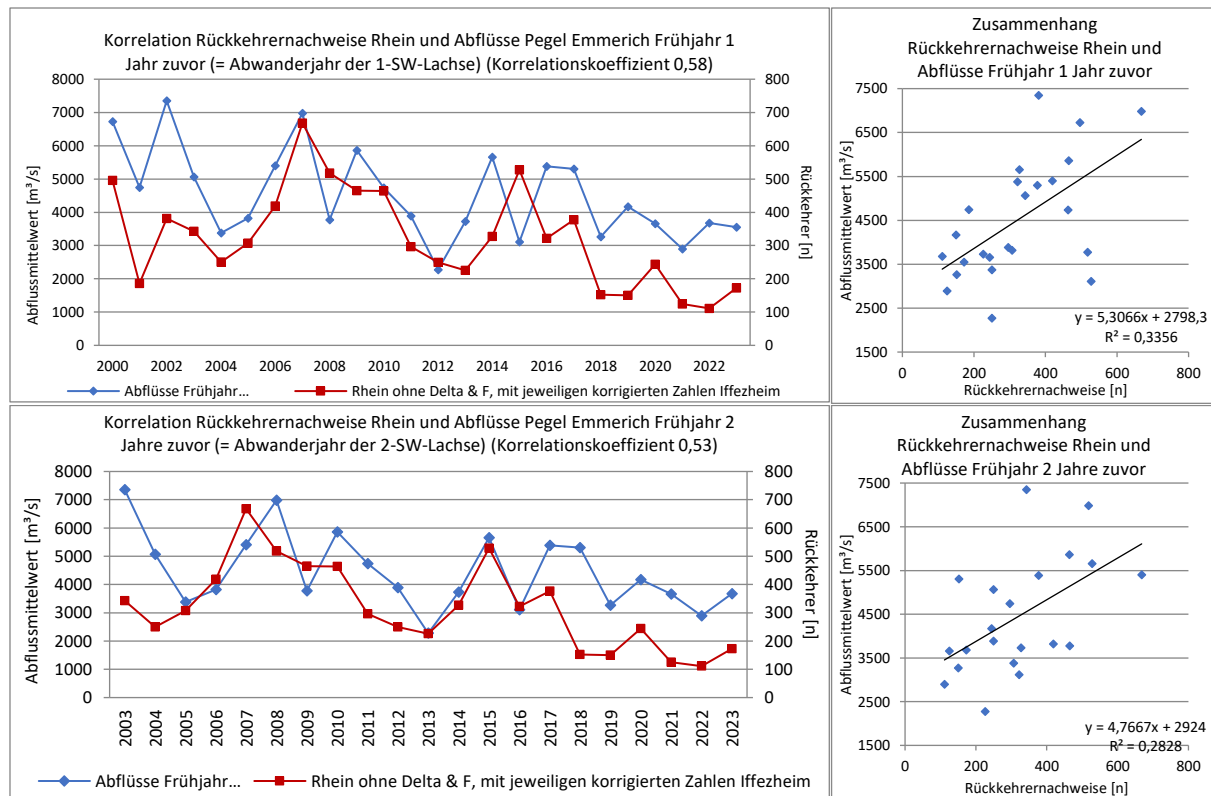 Korrelation Rückkehrernachweise Rhein und Abflüsse Pegel Emmerich Frühjahr 1
Jahr zuvor (= Abwanderjahr der 1-SW-Lachse) (Korrelationskoeffizient 0,58)
8000
7000
6000
5000
4000
3000
2000
1000
0
Abflussmittelwert [m³/s]
800
700
600
500
400
300
200
100
0
Rückkehrer [n]
2000 2002 2004 2006 2008 2010 2012 2014 2016 2018 2020 2022
Abflüsse Frühjahr...
Rhein ohne Delta & F, mit jeweiligen korrigierten Zahlen Iffezheim
Zusammenhang
Rückkehrernachweise Rhein und
Abflüsse Frühjahr 1 Jahr zuvor
7500
6500
5500
4500
3500
2500
1500
Abflussmittelwert [m³/s]
y = 5,3066x + 2798,3
R² = 0,3356
0 200 400 600 800
Rückkehrernachweise [n]
Korrelation Rückkehrernachweise Rhein und Abflüsse Pegel Emmerich Frühjahr 2
Jahre zuvor (= Abwanderjahr der 2-SW-Lachse) (Korrelationskoeffizient 0,53)
8000
7000
6000
5000
4000
3000
2000
1000
0
Abflussmittelwert [m³/s]
800
700
600
500
400
300
200
100
0
Rückkehrer [n]
2003 2004 2005 2006 2007 2008 2009 2010 2011 2012 2013 2014 2015 2016 2017 2018 2019 2020 2021 2022 2023
Abflüsse Frühjahr...
Rhein ohne Delta & F, mit jeweiligen korrigierten Zahlen Iffezheim
Zusammenhang
Rückkehrernachweise Rhein und
Abflüsse Frühjahr 2 Jahre zuvor
7500
6500
5500
4500
3500
2500
1500
Abflussmittelwert [m³/s]
y = 4,7667x + 2924
R² = 0,2828
0 200 400 600 800
Rückkehrernachweise [n]